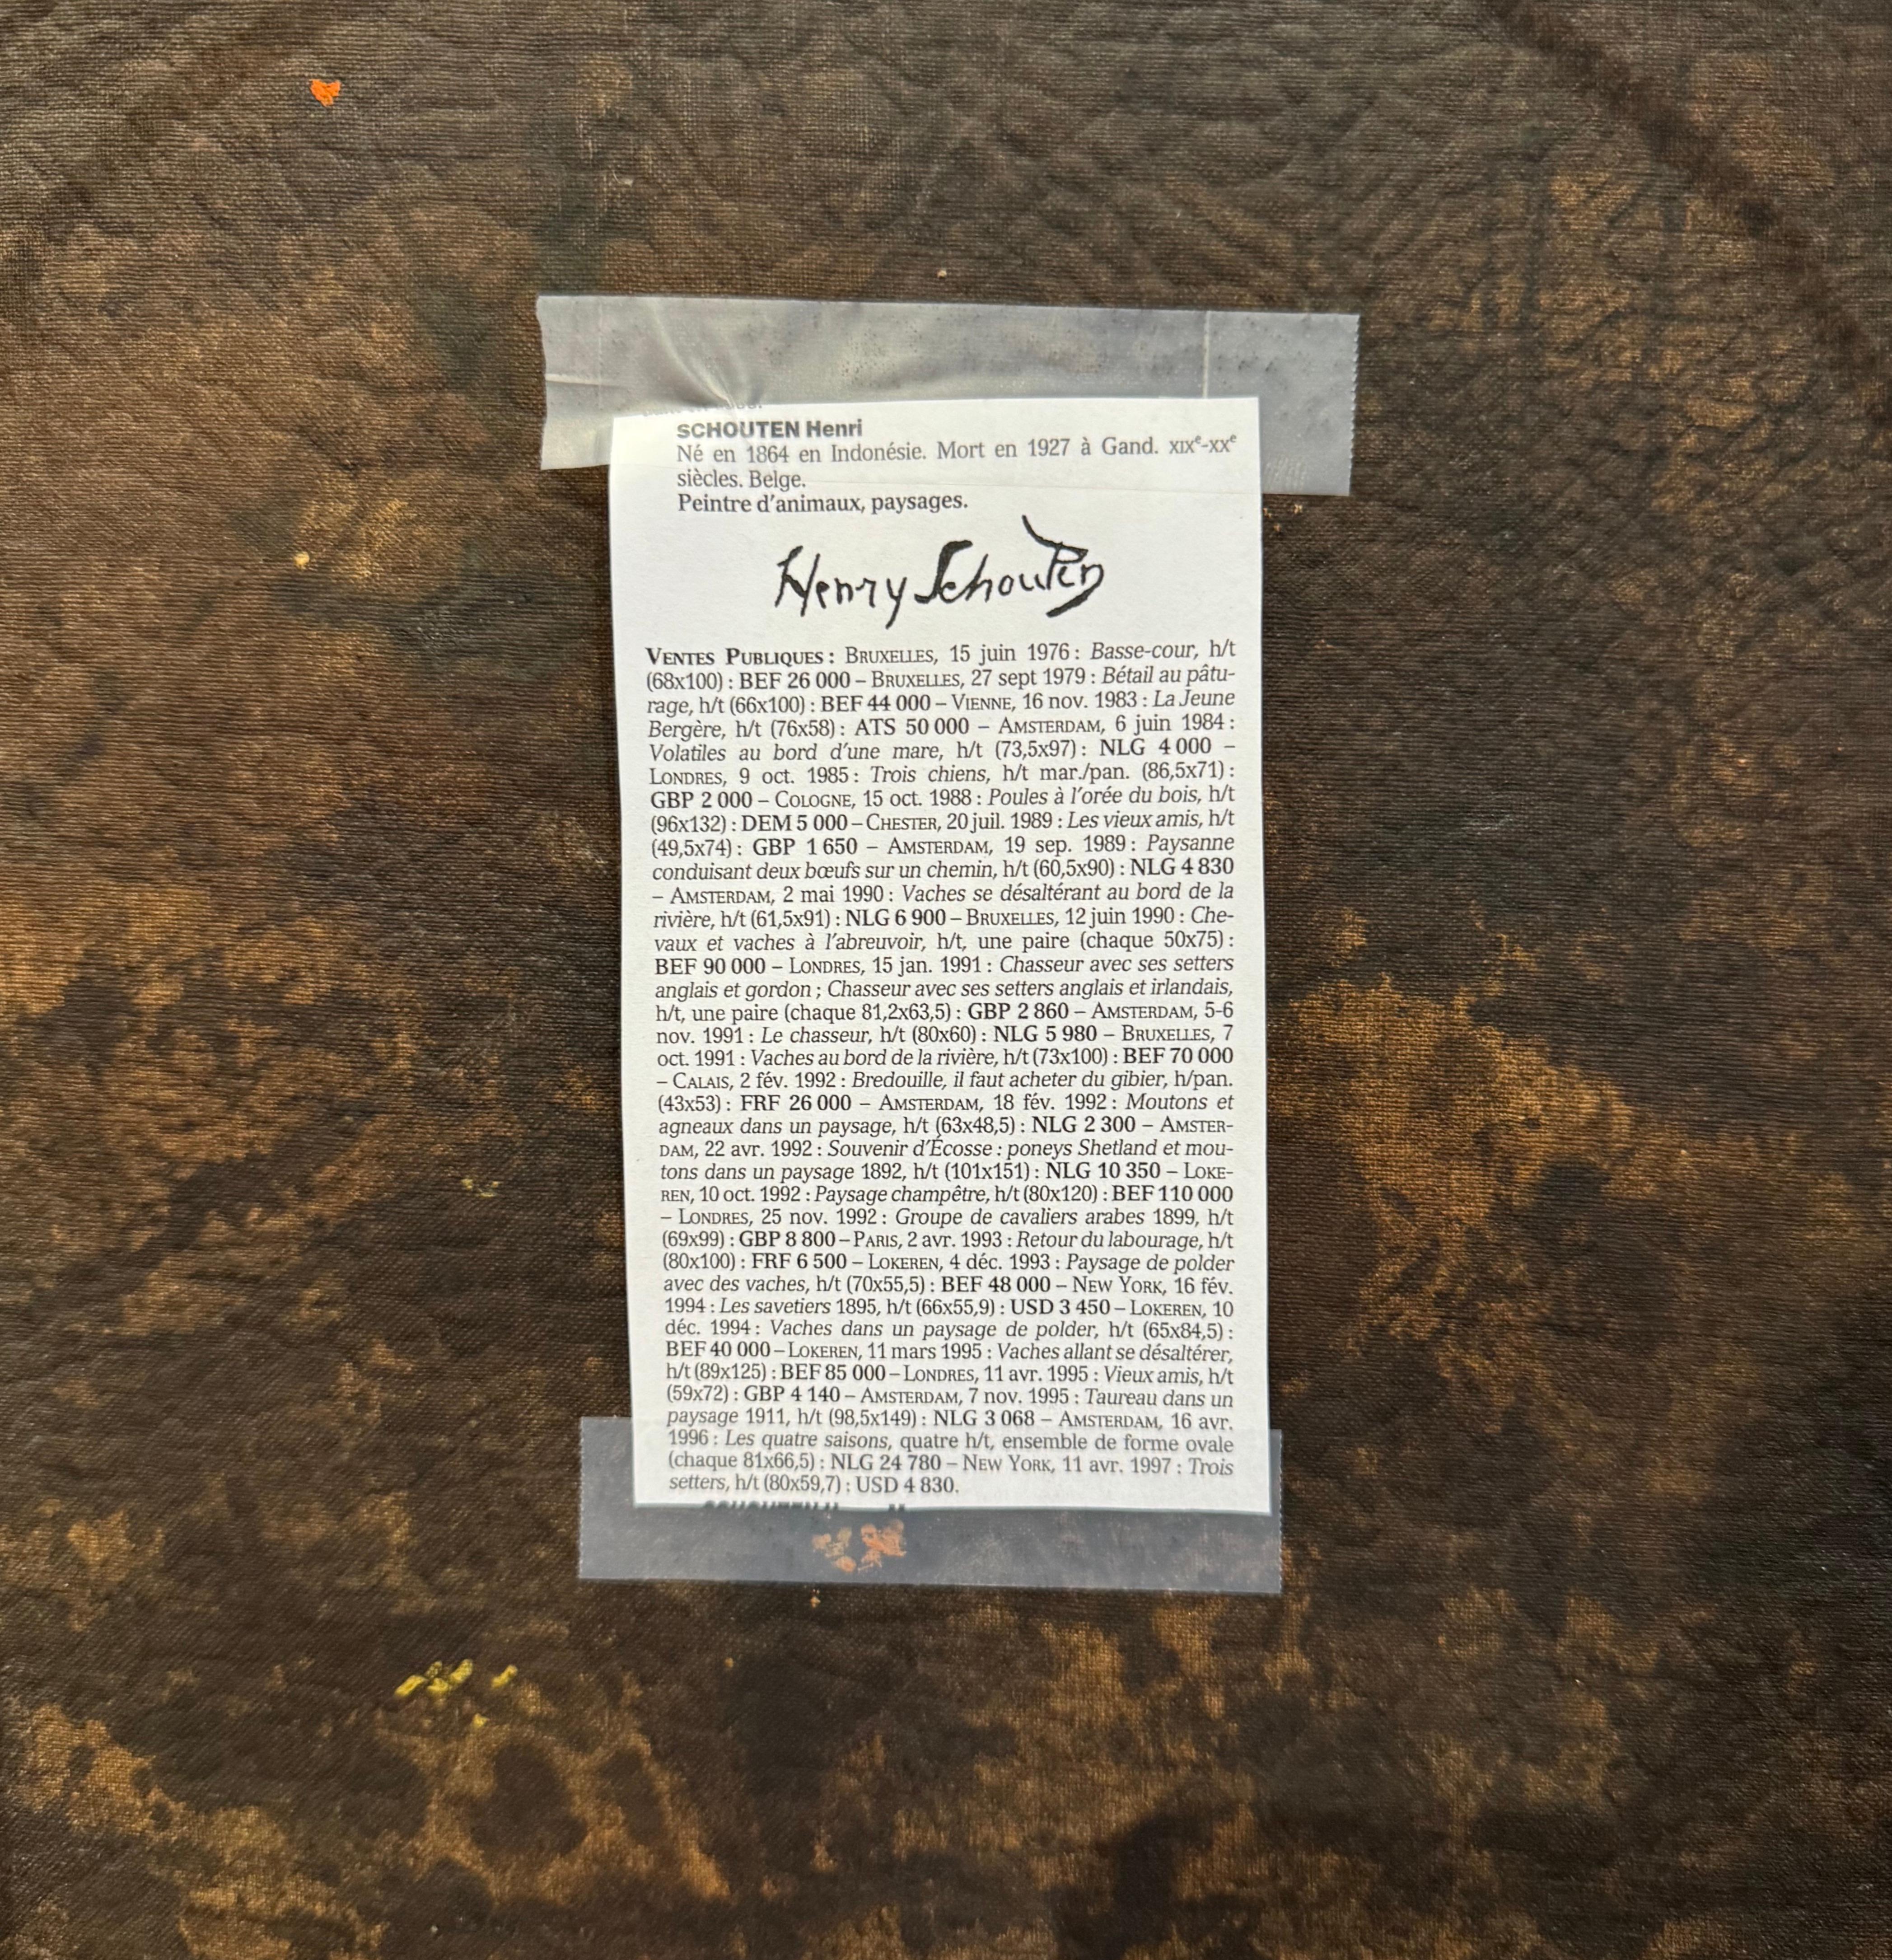 SCHOUTEN Henri
Né en 1864 en Indonésie. Mort en 1927 à Gand. XIXe-XXe
siècles. Belge.
Peintre d'animaux, paysages.
Henry Schouten
VENTES PUBLIQUES : BRUXELLES, 15 juin 1976 : Basse-cour, h/t
(68x100) : BEF 26 000 – BRUXELLES, 27 sept 1979 : Bétail au pâtu-
rage, h/t (66x100) : BEF 44 000 – VIENNE, 16 nov. 1983 : La Jeune
Bergère, h/t (76x58) : ATS 50 000 – AMSTERDAM, 6 juin 1984 :
Volatiles au bord d'une mare, h/t (73,5x97) : NLG 4 000 –
LONDRES, 9 oct. 1985 : Trois chiens, h/t mar./pan. (86,5x71) :
GBP 2 000 – COLOGNE, 15 oct. 1988 : Poules à l'orée du bois, h/t
(96x132) : DEM 5 000 – CHESTER, 20 juil. 1989 : Les vieux amis, h/t
(49,5x74) : GBP 1 650 – AMSTERDAM, 19 sep. 1989 : Paysanne
conduisant deux bœufs sur un chemin, h/t (60,5x90) : NLG 4 830
– AMSTERDAM, 2 mai 1990 : Vaches se désaltérant au bord de la
rivière, h/t (61,5x91) : NLG 6 900 – BRUXELLES, 12 juin 1990 : Che-
vaux et vaches à l'abreuvoir, h/t, une paire (chaque 50x75) :
BEF 90 000 – LONDRES, 15 jan. 1991 : Chasseur avec ses setters
anglais et gordon ; Chasseur avec ses setters anglais et irlandais,
h/t, une paire (chaque 81,2x63,5) : GBP 2 860 – AMSTERDAM, 5-6
nov. 1991 : Le chasseur, h/t (80x60) : NLG 5 980 – BRUXELLES, 7
oct. 1991 : Vaches au bord de la rivière, h/t (73x100) : BEF 70 000
– CALAIS, 2 fév. 1992 : Bredouille, il faut acheter du gibier, h/pan.
(43x53) : FRF 26 000 – AMSTERDAM, 18 fév. 1992 : Moutons et
agneaux dans un paysage, h/t (63x48,5) : NLG 2 300 – AMSTER-
DAM, 22 avr. 1992 : Souvenir d'Écosse : poneys Shetland et mou-
tons dans un paysage 1892, h/t (101x151) : NLG 10 350 – LOKE-
REN, 10 oct. 1992 : Paysage champêtre, h/t (80x120) : BEF 110 000
– LONDRES, 25 nov. 1992 : Groupe de cavaliers arabes 1899, h/t
(69x99) : GBP 8 800 – PARIS, 2 avr. 1993 : Retour du labourage, h/t
(80x100) : FRF 6 500 – LOKEREN, 4 déc. 1993 : Paysage de polder
avec des vaches, h/t (70x55,5) : BEF 48 000 – NEW YORK, 16 fév.
1994 : Les savetiers 1895, h/t (66x55,9) : USD 3 450 – LOKEREN, 10
déc. 1994 : Vaches dans un paysage de polder, h/t (65x84,5) :
BEF 40 000 – LOKEREN, 11 mars 1995 : Vaches allant se désaltérer,
h/t (89x125) : BEF 85 000 – LONDRES, 11 avr. 1995 : Vieux amis, h/t
(59x72) : GBP 4 140 – AMSTERDAM, 7 nov. 1995 : Taureau dans un
paysage 1911, h/t (98,5x149) : NLG 3 068 – AMSTERDAM, 16 avr.
1996 : Les quatre saisons, quatre h/t, ensemble de forme ovale
(chaque 81x66,5) : NLG 24 780 – NEW YORK, 11 avr. 1997 : Trois
setters, h/t (80x59,7) : USD 4 830.